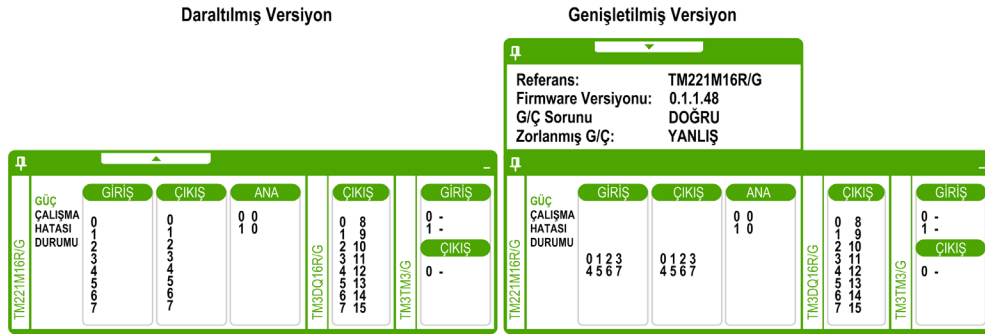 Daraltılmış Versiyon
Genişletilmiş Versiyon
Referans: TM221M16R/G
Firmware Versiyonu: 0.1.1.48
G/Ç Sorunu DOĞRU
Zorlanmış G/Ç: YANLIŞ
TM221M16R/G
GÜÇ
ÇALIŞMA
HATASI
DURUMU
GİRİŞ
0
1
2
3
4
5
6
7
ÇIKIŞ
0
1
2
3
4
5
6
7
ANA
0 0
1 0
TM3DQ16R/G
ÇIKIŞ
0 8
1 9
2 10
3 11
4 12
5 13
6 14
7 15
TM3TM3/G
GİRİŞ
0 -
1 -
ÇIKIŞ
0 -
TM221M16R/G
GÜÇ
ÇALIŞMA
HATASI
DURUMU
GİRİŞ
0 1 2 3
4 5 6 7
ÇIKIŞ
0 1 2 3
4 5 6 7
ANA
0 0
1 0
TM3DQ16R/G
ÇIKIŞ
0 8
1 9
2 10
3 11
4 12
5 13
6 14
7 15
TM3TM3/G
GİRİŞ
0 -
1 -
ÇIKIŞ
0 -